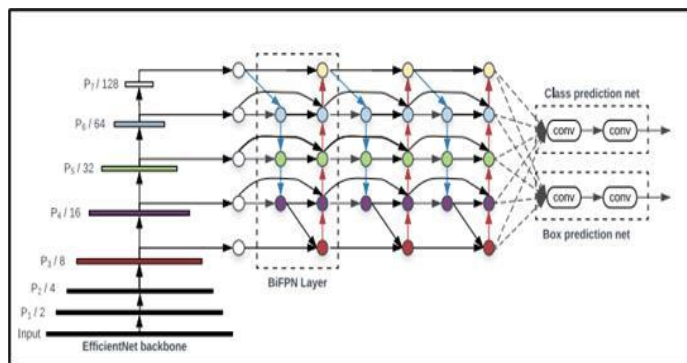 P7 / 128
P6 / 64
P5 / 32
P4 / 16
P3 / 8
P2 / 4
P1 / 2
Input
EfficientNet backbone
BiFPN Layer
Class prediction net
conv conv
conv conv
Box prediction net